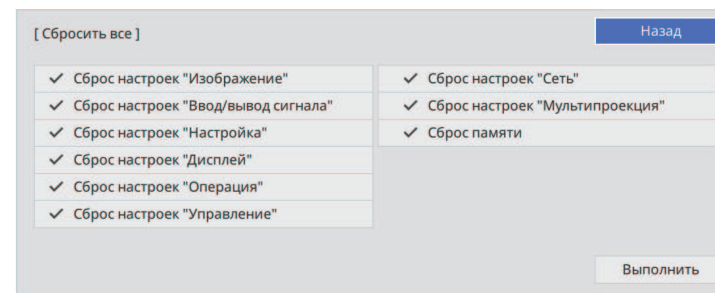 [ Сбросить все ]
Назад
Сброс настроек "Изображение"
Сброс настроек "Ввод/вывод сигнала"
Сброс настроек "Настройка"
Сброс настроек "Дисплей"
Сброс настроек "Операция"
Сброс настроек "Управление"
Сброс настроек "Сеть"
Сброс настроек "Мультипроекция"
Сброс памяти
Выполнить